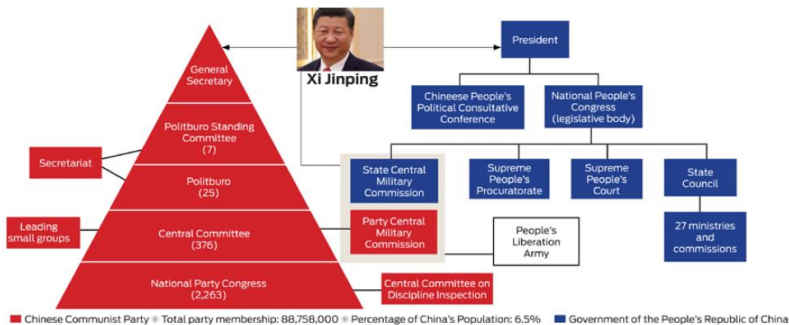 Xi Jinping
General
Secretary
Politburo Standing
Committee
(7)
Politburo
(25)
Central Committee
(376)
National Party Congress
(2,263)
Secretariat
Leading
small groups
Central Committee on
Discipline Inspection
President
Chineese People's
Political Consultative
Conference
National People's
Congress
(legislative body)
State Central
Military
Commission
Party Central
Military
Commission
Supreme
People's
Procuratorate
Supreme
People's
Court
State
Council
27 ministries
and
commissions
People's
Liberation
Army
Chinese Communist Party Total party membership: 88,758,000 Percentage of China's Population: 6.5% Government of the People's Republic of China